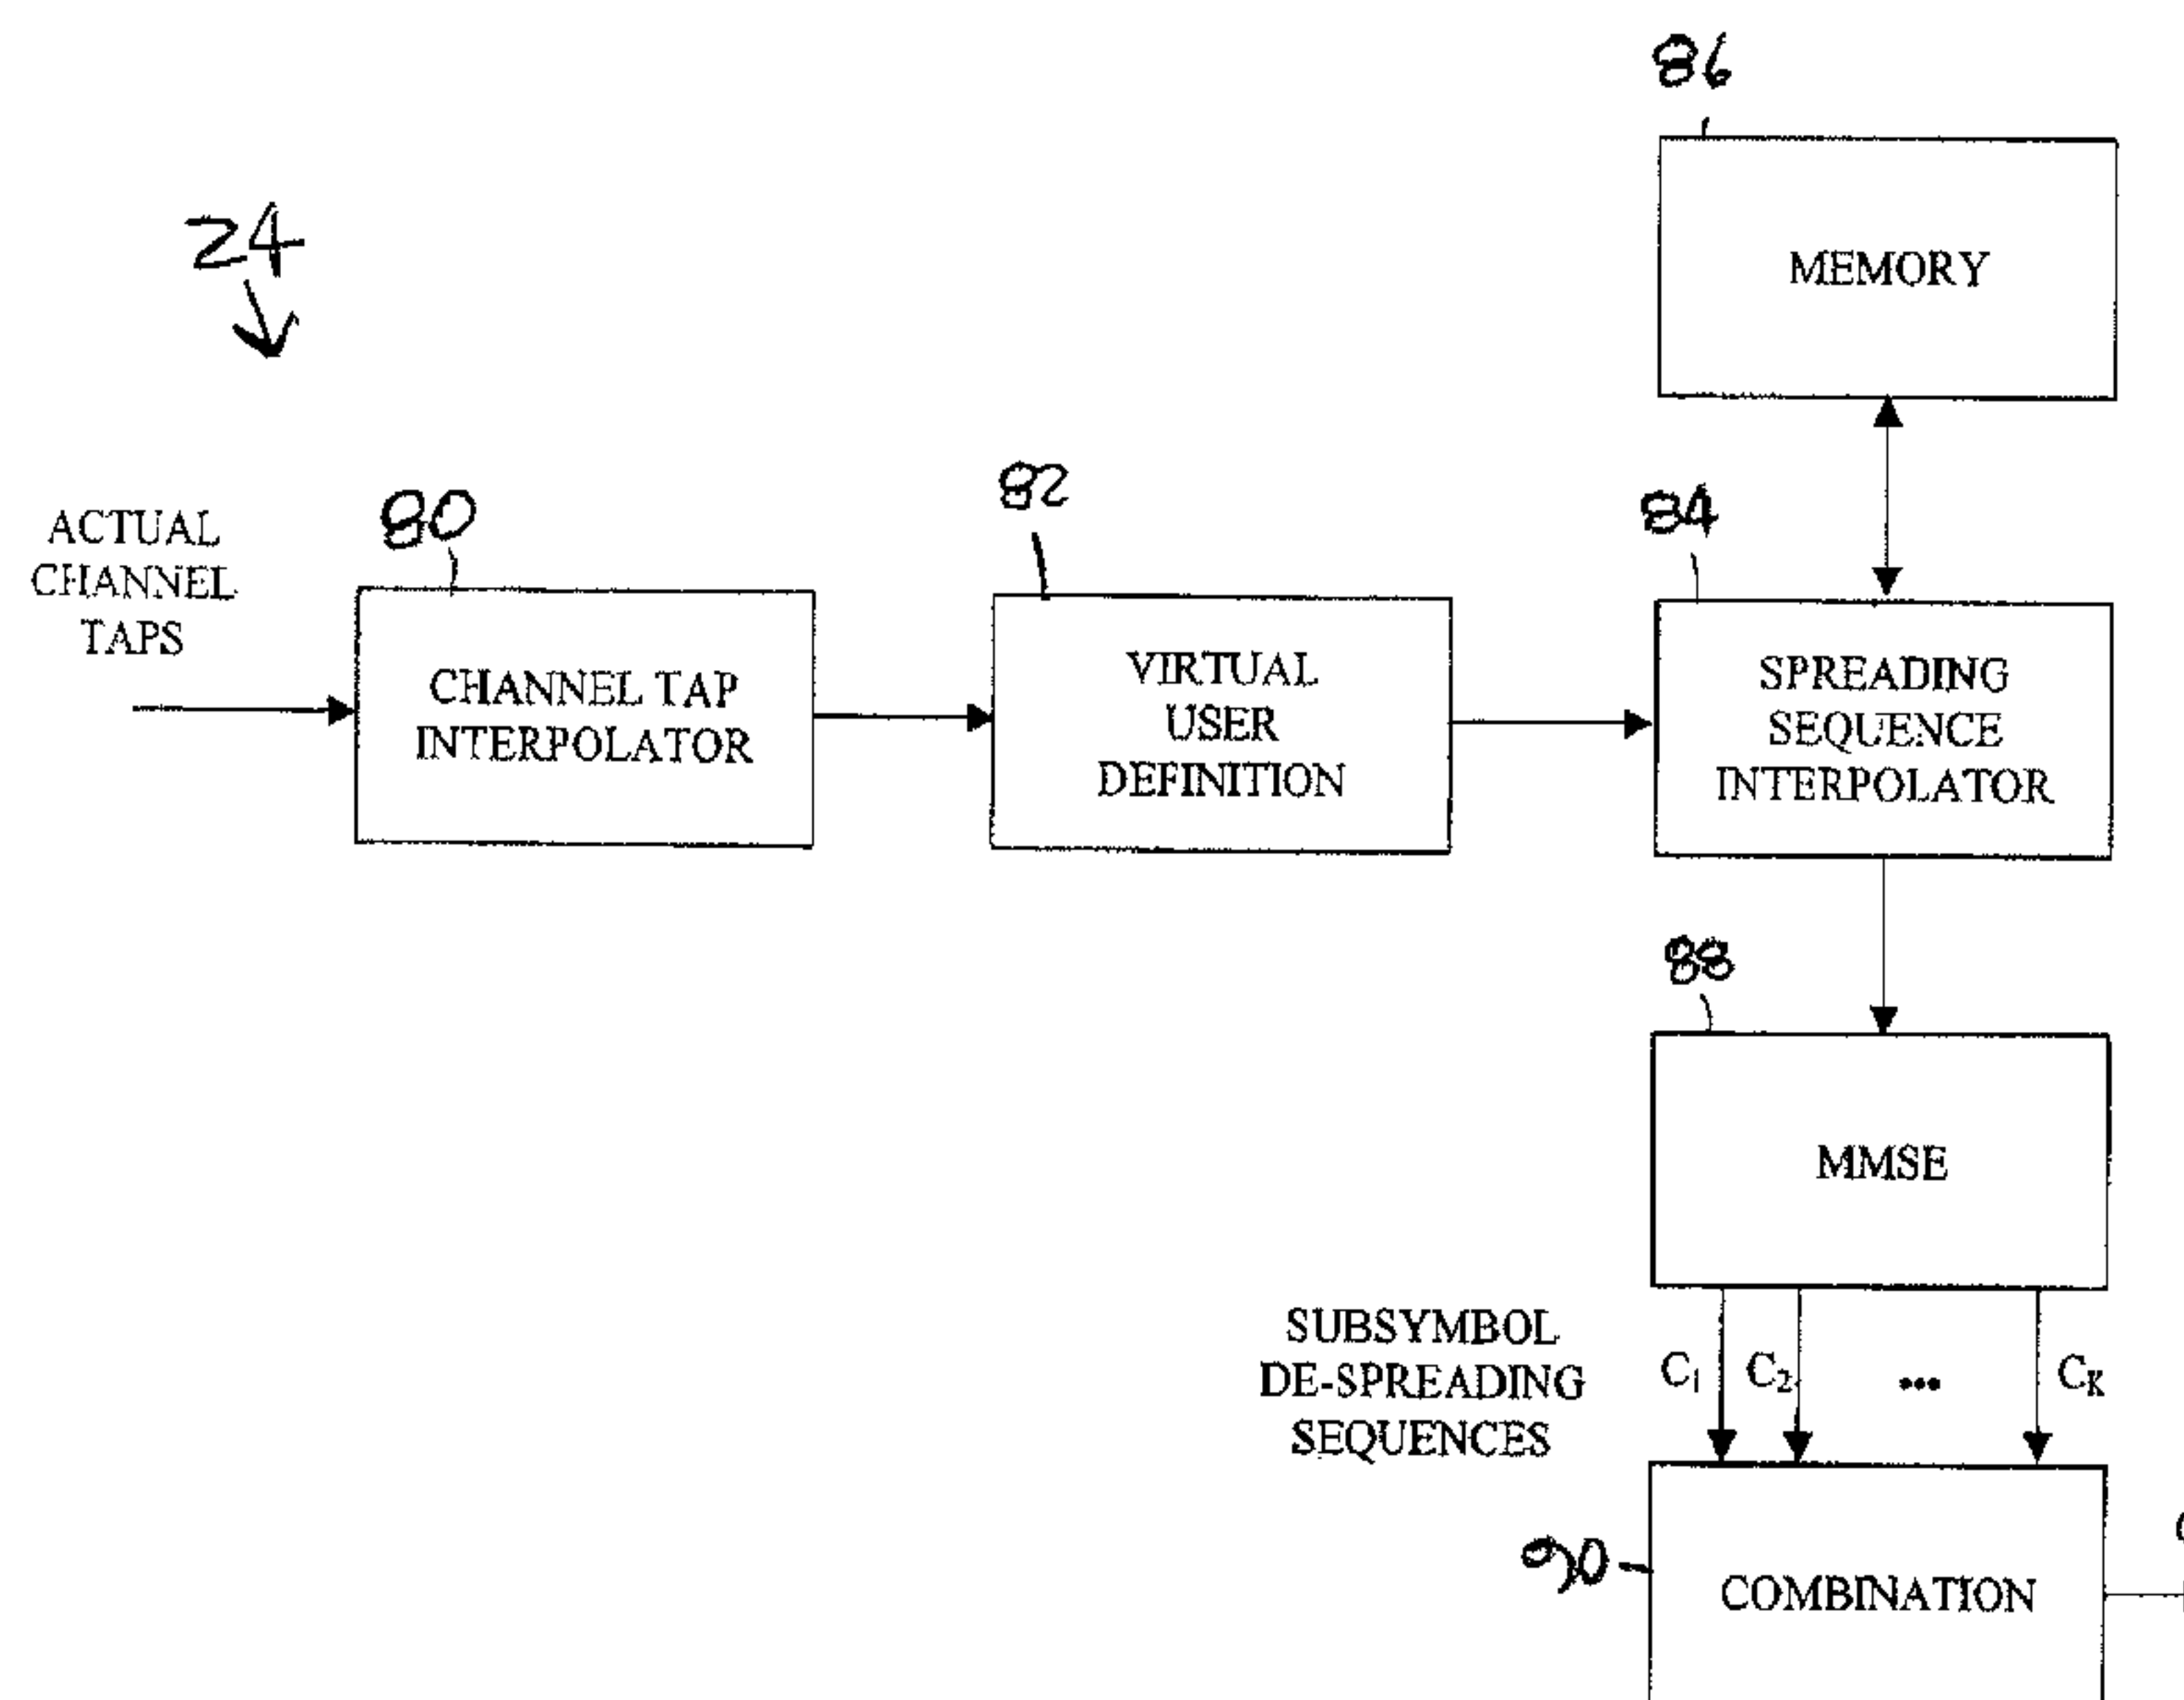 86
MEMORY
24
ACTUAL
CHANNEL
TAPS
80
CHANNEL TAP
INTERPOLATOR
82
VIRTUAL
USER
DEFINITION
84
SPREADING
SEQUENCE
INTERPOLATOR
88
MMSE
SUBSYMBOL
DE-SPREADING
SEQUENCES
C1 C2 ••• CK
90
COMBINATION